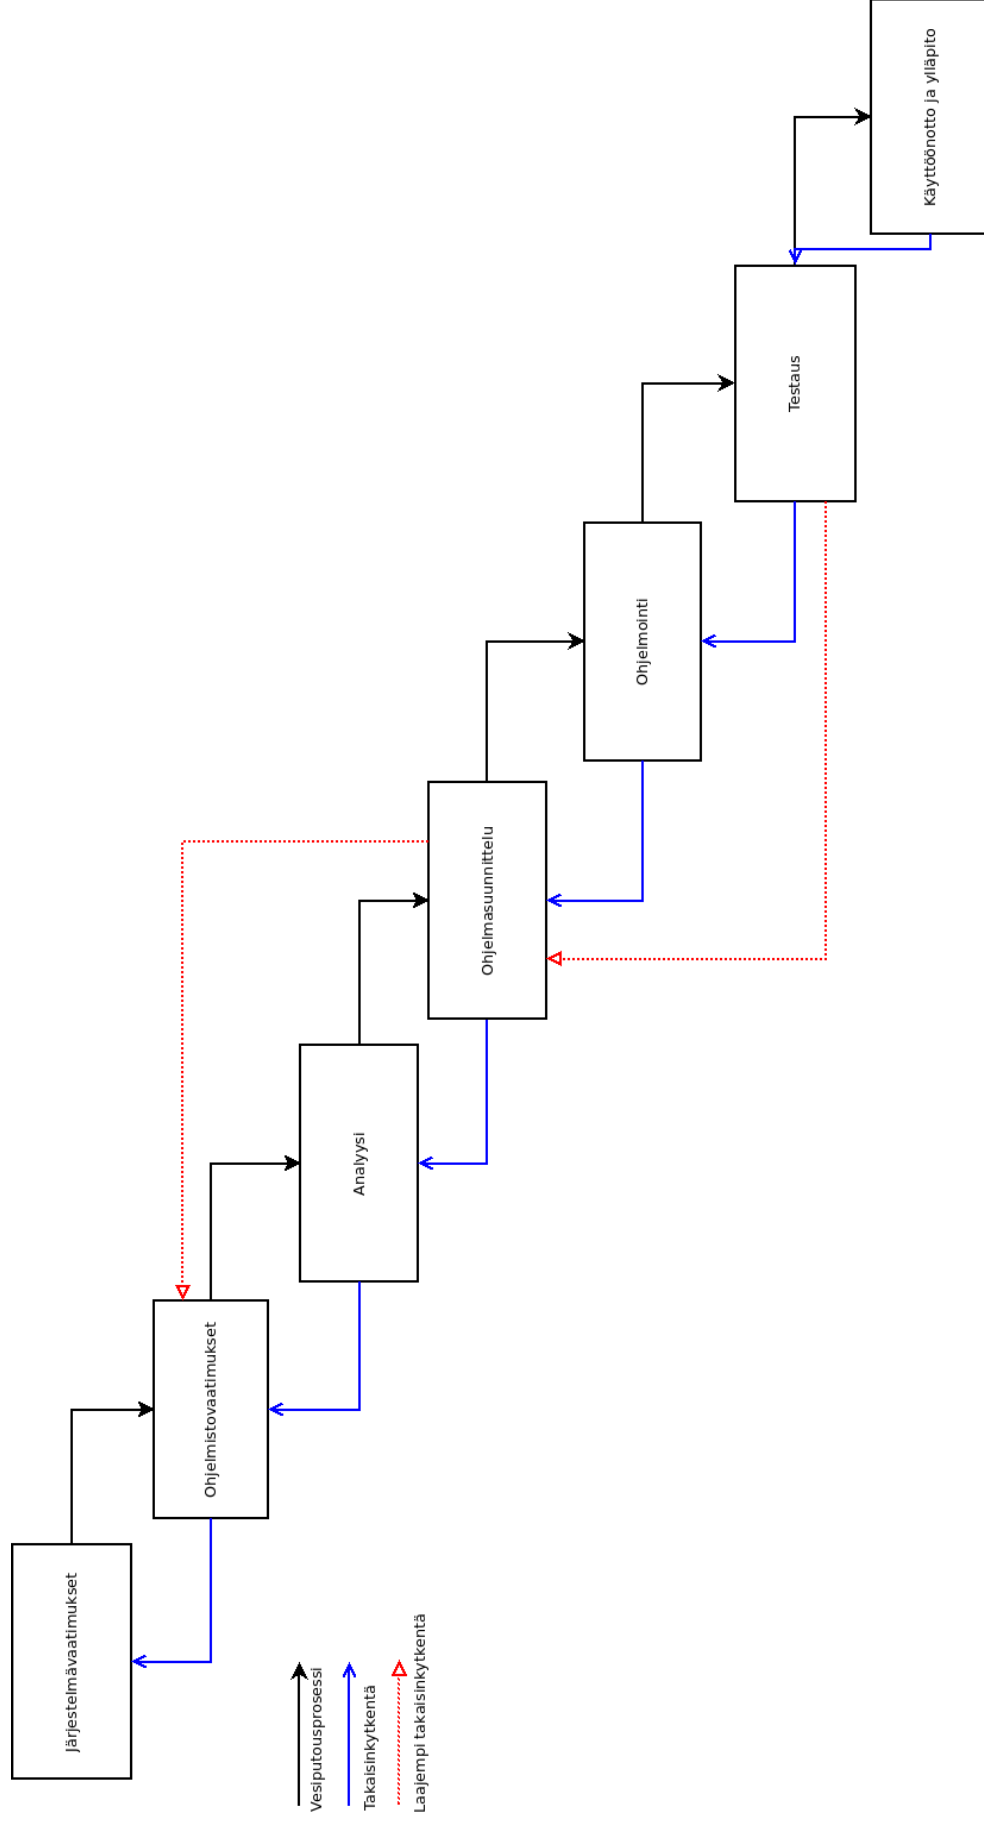 Järjestelmävaatimukset
Ohjelmistovaatimukset
Analyysi
Ohjelmasuunnittelu
Ohjelmointi
Testaus
Käyttöönotto ja ylläpito
Vesiputousprosessi
Takaisinkytkentä
Laajempi takaisinkytkentä